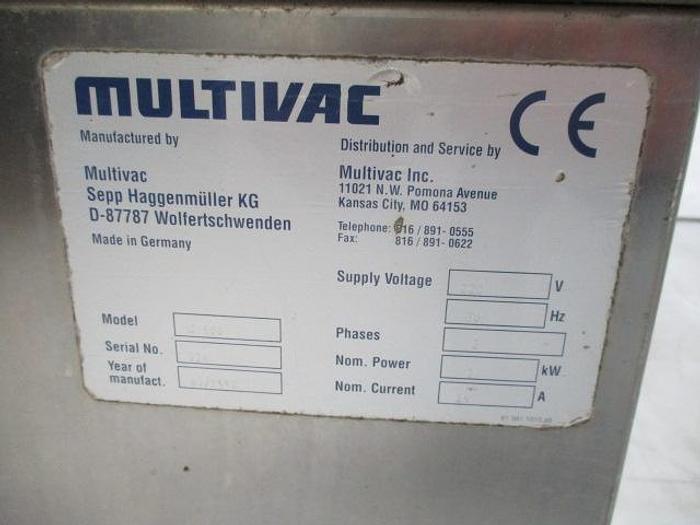 MULTIVAC
CE
Manufactured by
Multivac
Sepp Haggenmüller KG
D-87787 Wolfertschwenden
Made in Germany
Distribution and Service by
Multivac Inc.
11021 N.W. Pomona Avenue
Kansas City, MO 64153
Telephone: 816 / 891- 0555
Fax: 816 / 891- 0622
Supply Voltage V
Hz
Phases
Nom. Power kW
Nom. Current A
Model
Serial No.
Year of
manufact.